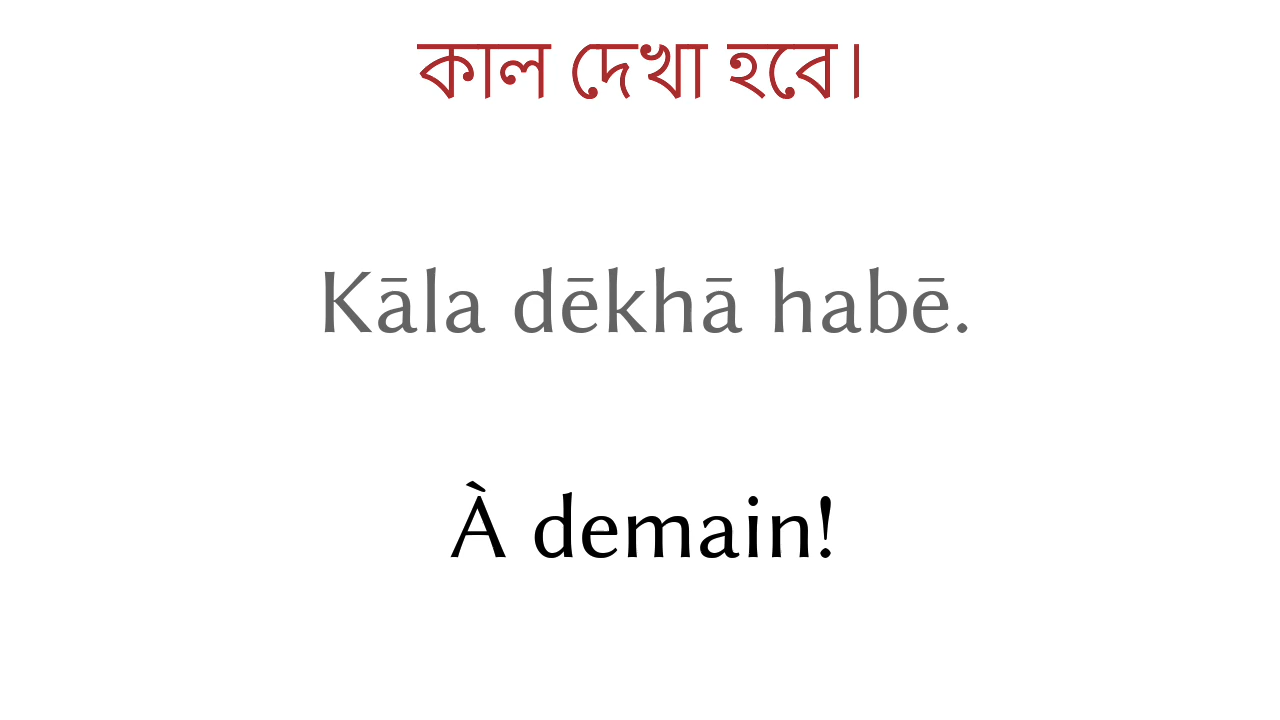 কাল দেখা হবে।
Kāla dēkhā habē.
À demain!